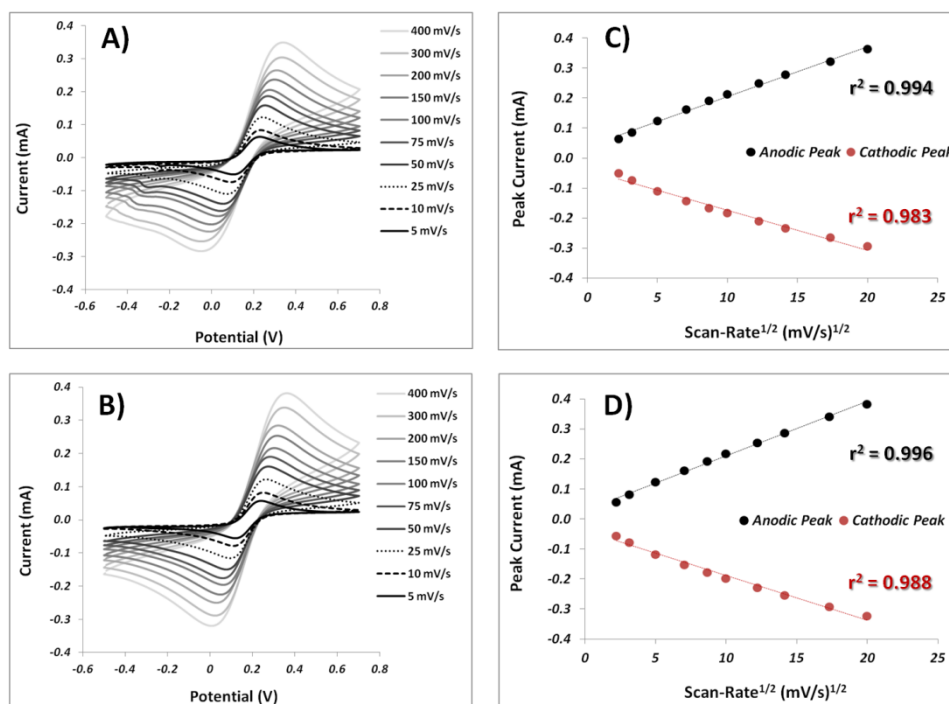 A)
0.4
0.3
0.2
0.1
0.0
-0.1
-0.2
-0.3
-0.4
Current (mA)
-0.6
-0.4
-0.2
0.0
0.2
0.4
0.6
0.8
Potential (V)
400 mV/s
300 mV/s
200 mV/s
150 mV/s
100 mV/s
75 mV/s
50 mV/s
25 mV/s
10 mV/s
5 mV/s
C)
0.4
0.3
0.2
0.1
0.0
-0.1
-0.2
-0.3
-0.4
Peak Current (mA)
r² = 0.994
Anodic Peak
Cathodic Peak
r² = 0.983
0
5
10
15
20
25
Scan-Rate¹/² (mV/s)¹/²
B)
0.4
0.3
0.2
0.1
0.0
-0.1
-0.2
-0.3
-0.4
Current (mA)
-0.6
-0.4
-0.2
0.0
0.2
0.4
0.6
0.8
Potential (V)
400 mV/s
300 mV/s
200 mV/s
150 mV/s
100 mV/s
75 mV/s
50 mV/s
25 mV/s
10 mV/s
5 mV/s
D)
0.4
0.3
0.2
0.1
0.0
-0.1
-0.2
-0.3
-0.4
Peak Current (mA)
r² = 0.996
Anodic Peak
Cathodic Peak
r² = 0.988
0
5
10
15
20
25
Scan-Rate¹/² (mV/s)¹/²